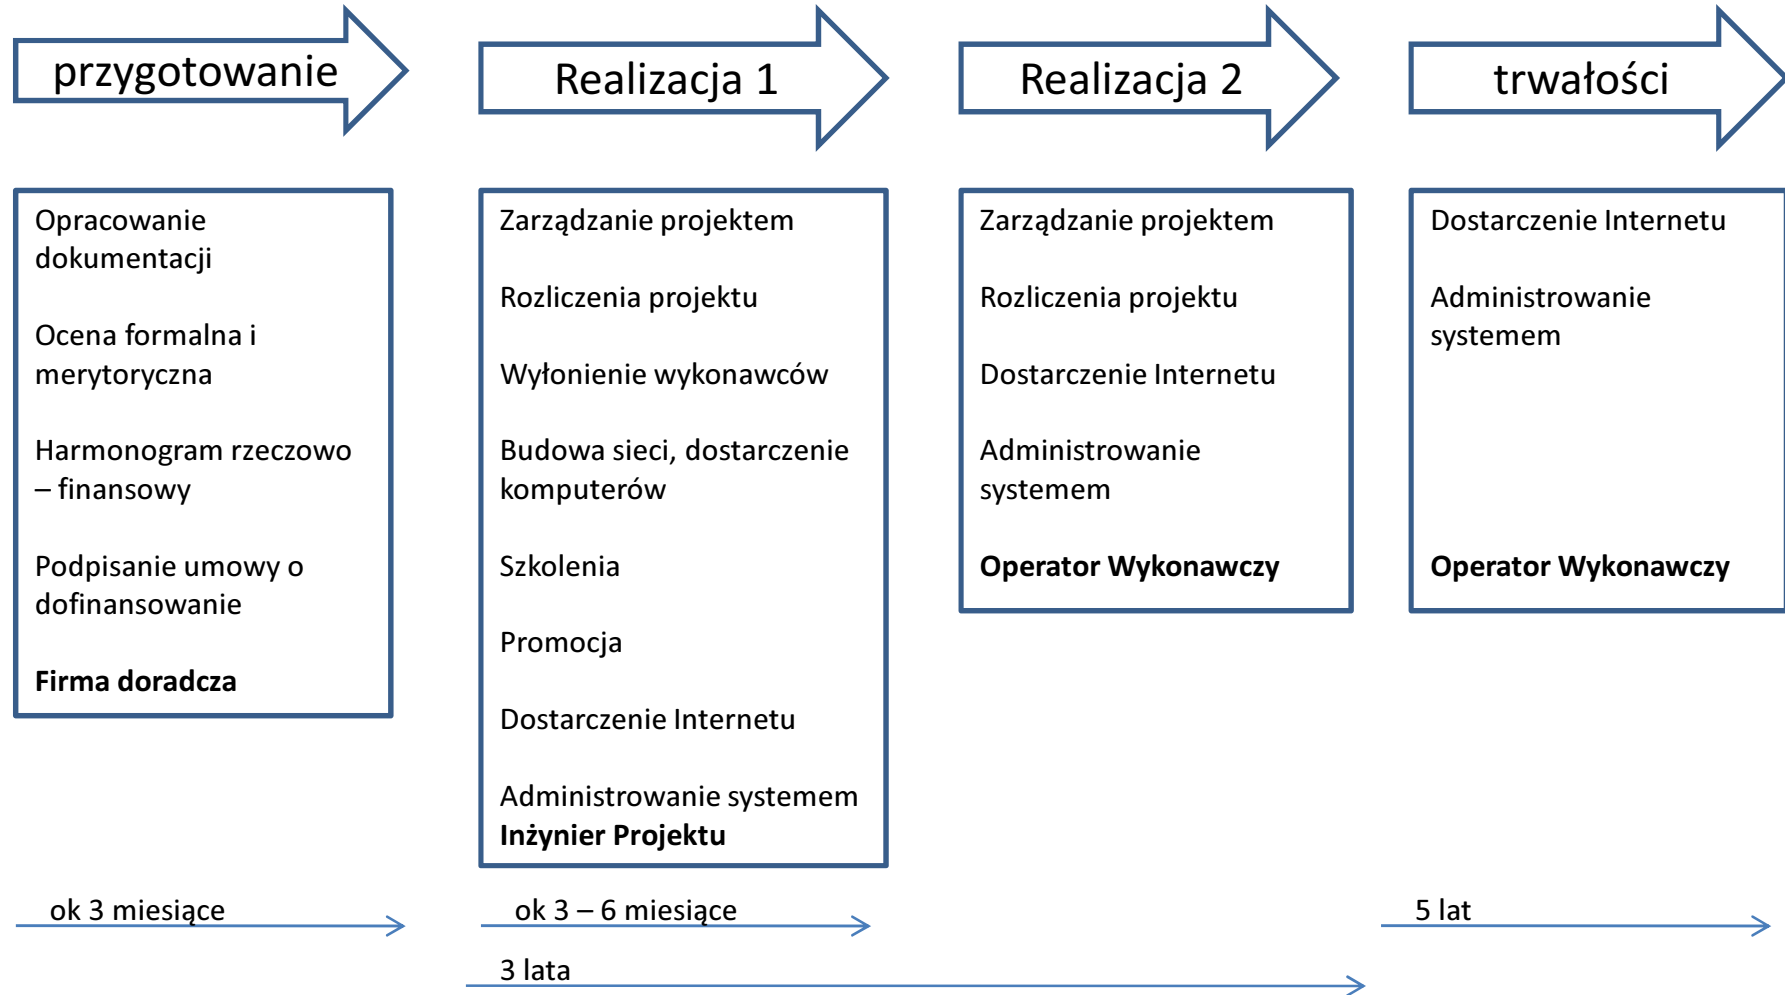 przygotowanie
Realizacja 1
Realizacja 2
trwałości
Opracowanie
dokumentacji
Ocena formalna i
merytoryczna
Harmonogram rzeczowo
– finansowy
Podpisanie umowy o
dofinansowanie
Firma doradcza
Zarządzanie projektem
Rozliczenia projektu
Wyłonienie wykonawców
Budowa sieci, dostarczenie
komputerów
Szkolenia
Promocja
Dostarczenie Internetu
Administrowanie systemem
Inżynier Projektu
Zarządzanie projektem
Rozliczenia projektu
Dostarczenie Internetu
Administrowanie
systemem
Operator Wykonawczy
Dostarczenie Internetu
Administrowanie
systemem
Operator Wykonawczy
ok 3 miesiące
ok 3 – 6 miesiące
5 lat
3 lata